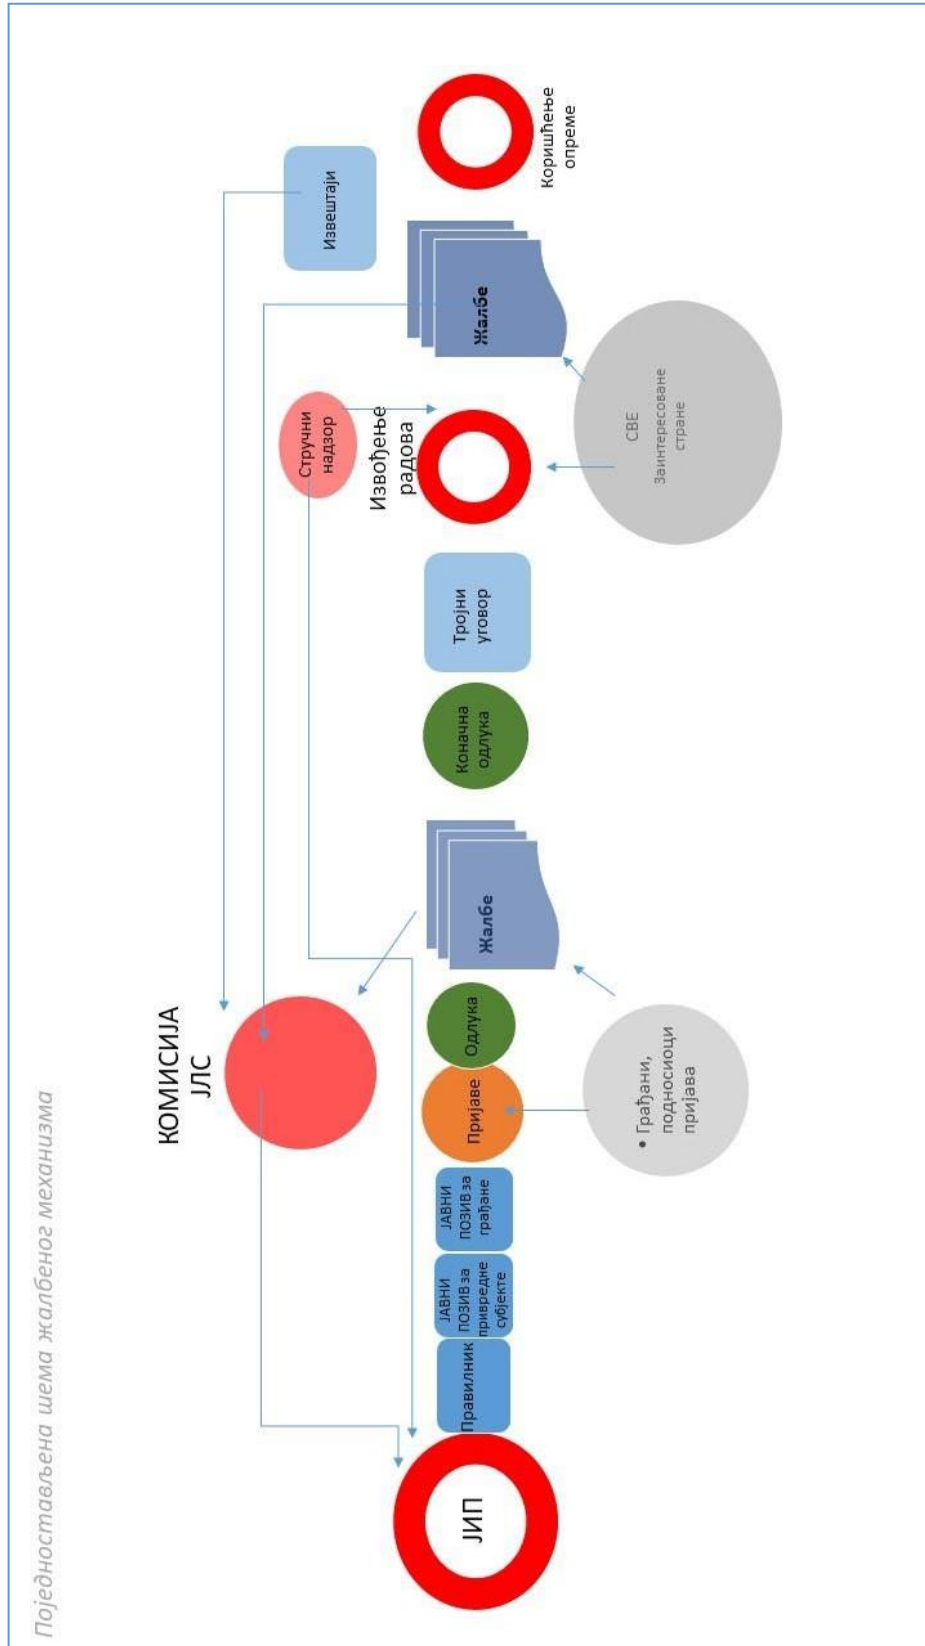 Поједностављена шема жалбеног механизма
КОМИСИЈА
ЈЛС
ЈИП
Правилник
ЈАВНИ
ПОЗИВ за
привредне
субјекте
ЈАВНИ
ПОЗИВ за
грађане
Пријаве
Одлука
• Грађани,
подносиоци
пријава
Жалбе
Коначна
одлука
Тројни
уговор
Стручни
надзор
Извођење
радова
СВЕ
Заинтересоване
стране
Жалбе
Извештаји
Коришћење
опреме